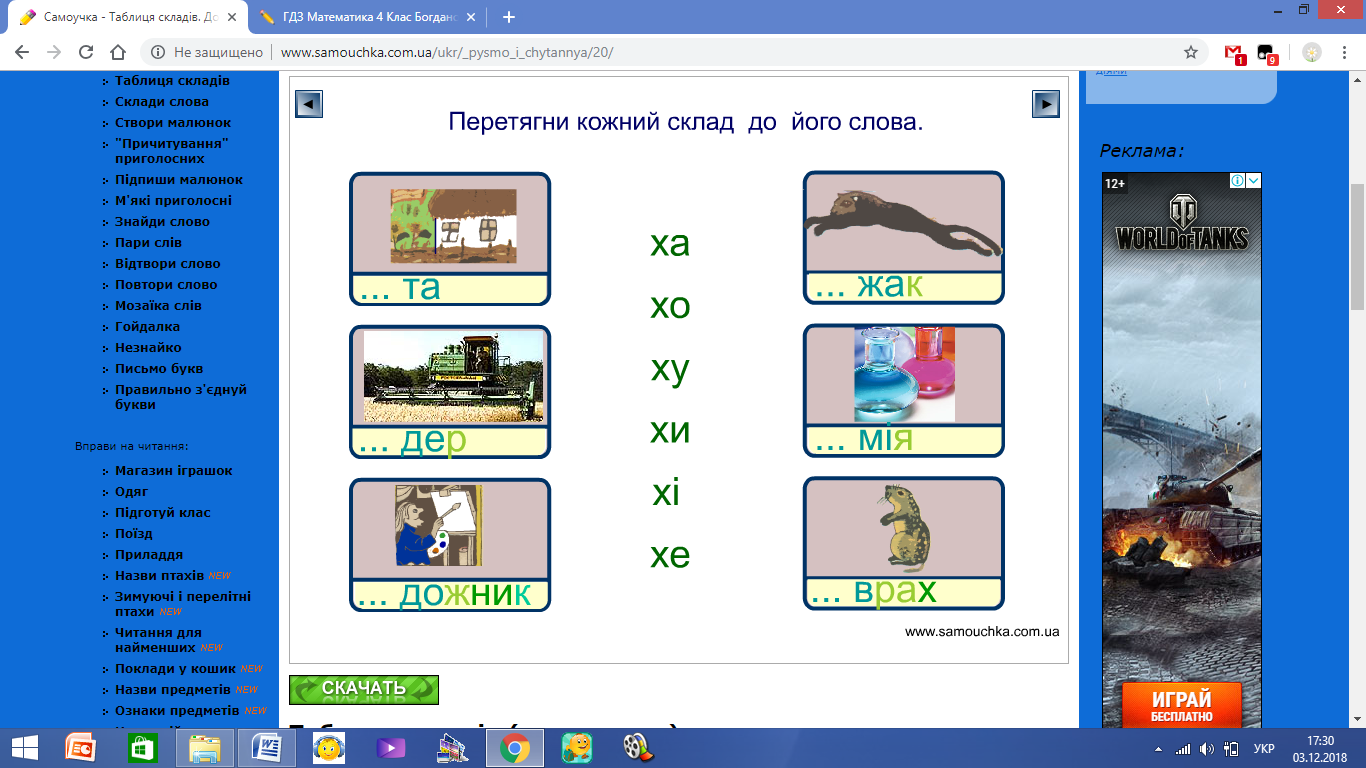 Самоучка - Таблиця складів. До
ГДЗ Математика 4 Клас Богдано
Не защищено
www.samouchka.com.ua/ukr/_pysmo_i_chytannya/20/
1
9
Таблиця складів
Склади слова
Створи малюнок
"Причитування"
приголосних
Підпиши малюнок
М'які приголосні
Знайди слово
Пари слів
Відтвори слово
Повтори слово
Мозаїка слів
Гойдалка
Незнайко
Письмо букв
Правильно з'єднуй
букви
Вправи на читання:
Магазин іграшок
Одяг
Підготуй клас
Поїзд
Приладдя
Назви птахів NEW
Зимуючі і перелітні
птахи NEW
Читання для
найменших NEW
Поклади у кошик NEW
Назви предметів NEW
Ознаки предметів NEW
Перетягни кожний склад до його слова.
... та
... дер
... дожник
ха
хо
ху
хи
хі
хе
... жак
... мія
... врах
www.samouchka.com.ua
СКАЧАТЬ
діями
Реклама:
12+
WORLD OF TANKS
ИГРАЙ
БЕСПЛАТНО
УКР
17:30
03.12.2018